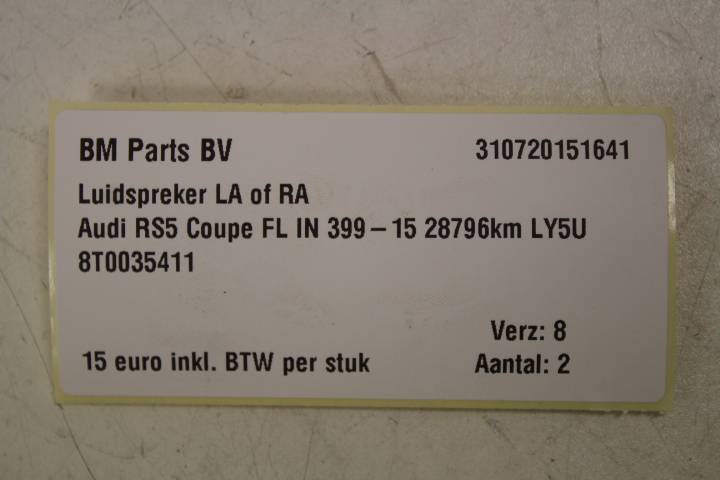 BM Parts BV 310720151641
Luidspreker LA of RA
Audi RS5 Coupe FL IN 399 – 15 28796km LY5U
8T0035411
Verz: 8
15 euro inkl. BTW per stuk Aantal: 2